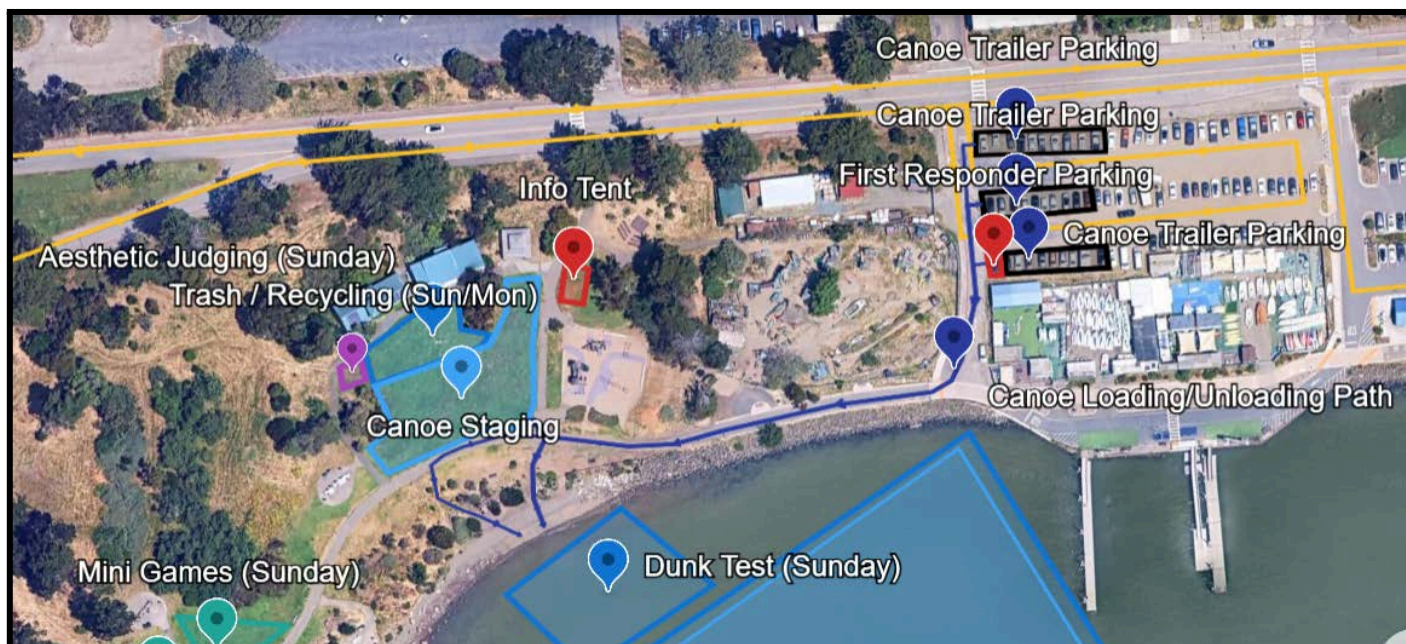 Canoe Trailer Parking
Canoe Trailer Parking
First Responder Parking
Info Tent
Canoe Trailer Parking
Aesthetic Judging (Sunday)
Trash / Recycling (Sun/Mon)
Canoe Loading/Unloading Path
Canoe Staging
Dunk Test (Sunday)
Mini Games (Sunday)